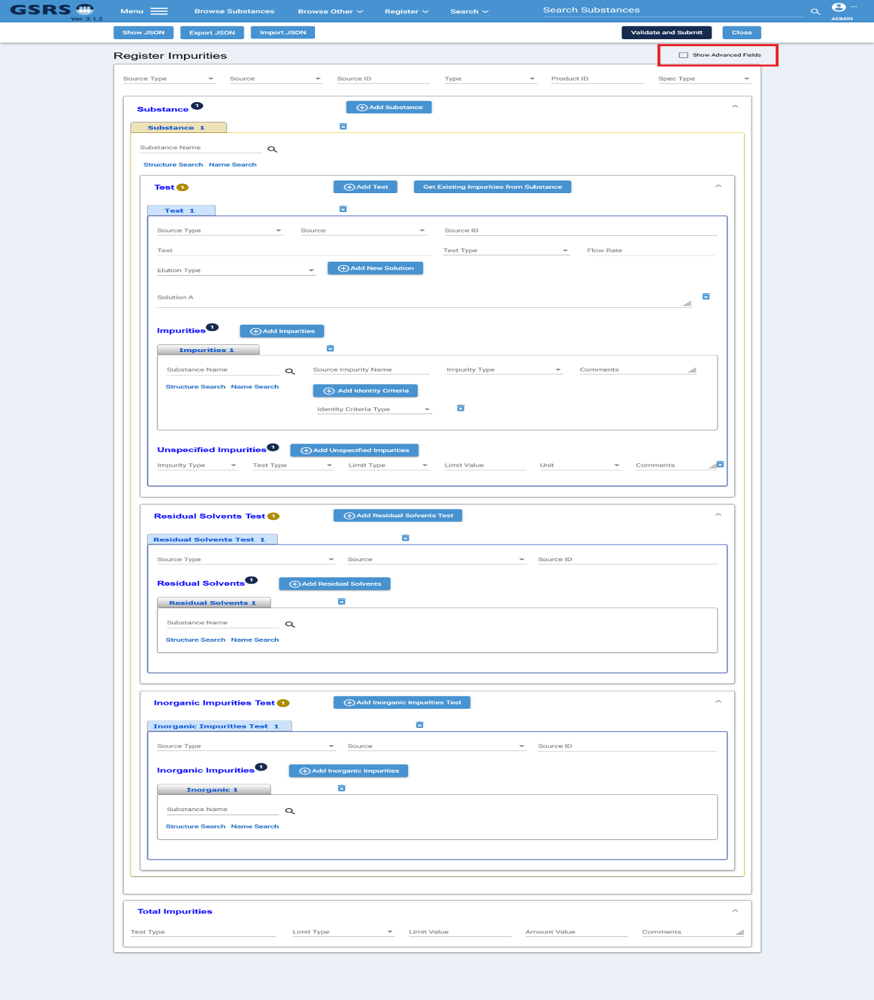 GSRS Ver. 3.1.2 Menu Browse Substances Browse Other Register Search Search Substances ADMIN
Show JSON Export JSON Import JSON Validate and Submit Close
Register Impurities Show Advanced Fields
Source Type Source Source ID Type Product ID Spec Type
Substance 1 Add Substance
Substance 1
Substance Name
Structure Search Name Search
Test 1 Add Test Get Existing Impurities from Substance
Test 1
Source Type Source Source ID
Test Test Type Flow Rate
Elution Type Add New Solution
Solution A
Impurities 1 Add Impurities
Impurities 1
Substance Name Source Impurity Name Impurity Type Comments
Structure Search Name Search Add Identity Criteria
Identity Criteria Type
Unspecified Impurities 1 Add Unspecified Impurities
Impurity Type Test Type Limit Type Limit Value Unit Comments
Residual Solvents Test 1 Add Residual Solvents Test
Residual Solvents Test 1
Source Type Source Source ID
Residual Solvents 1 Add Residual Solvents
Residual Solvents 1
Substance Name
Structure Search Name Search
Inorganic Impurities Test 1 Add Inorganic Impurities Test
Inorganic Impurities Test 1
Source Type Source Source ID
Inorganic Impurities 1 Add Inorganic Impurities
Inorganic 1
Substance Name
Structure Search Name Search
Total Impurities
Test Type Limit Type Limit Value Amount Value Comments